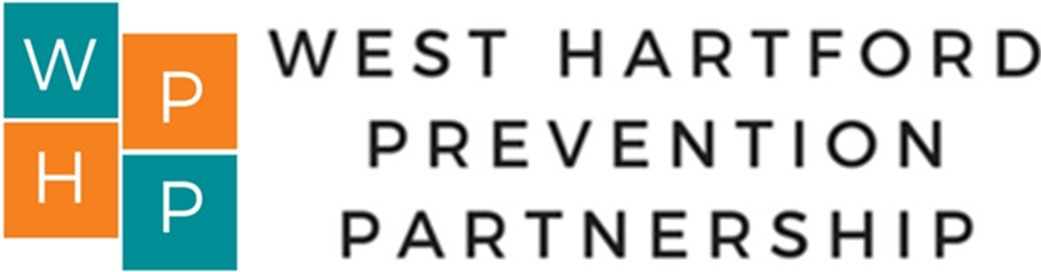 W P
H P
WEST HARTFORD
PREVENTION
PARTNERSHIP